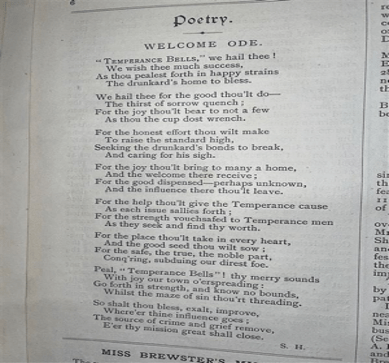 Poetry.
WELCOME ODE.
"TEMPERANCE BELLS," we hail thee !
We wish thee much success,
As thou pealest forth in happy strains
The drunkard's home to bless.
We hail thee for the good thou'lt do—
The thirst of sorrow quench ;
For the joy thou'lt bear to not a few
As thou the cup dost wrench.
For the honest effort thou wilt make
To raise the standard high,
Seeking the drunkard's bonds to break,
And caring for his sigh.
For the joy thou'lt bring to many a home,
And the welcome there receive ;
For the good dispensed—perhaps unknown,
And the influence there thou'lt leave.
For the help thou'lt give the Temperance cause
As each issue sallies forth ;
For the strength vouchsafed to Temperance men
As they seek and find thy worth.
For the place thou'lt take in every heart,
And the good seed thou wilt sow ;
For the safe, the true, the noble part,
Conq'ring, subduing our direst foe.
Peal, "Temperance Bells"! thy merry sounds
With joy our town o'erspreading :
Go forth in strength, and know no bounds,
Whilst the maze of sin thou'rt threading.
So shalt thou bless, exalt, improve,
Where'er thine influence goes ;
The source of crime and grief remove,
E'er thy mission great shall close.
S. H.
MISS BREWSTER'S